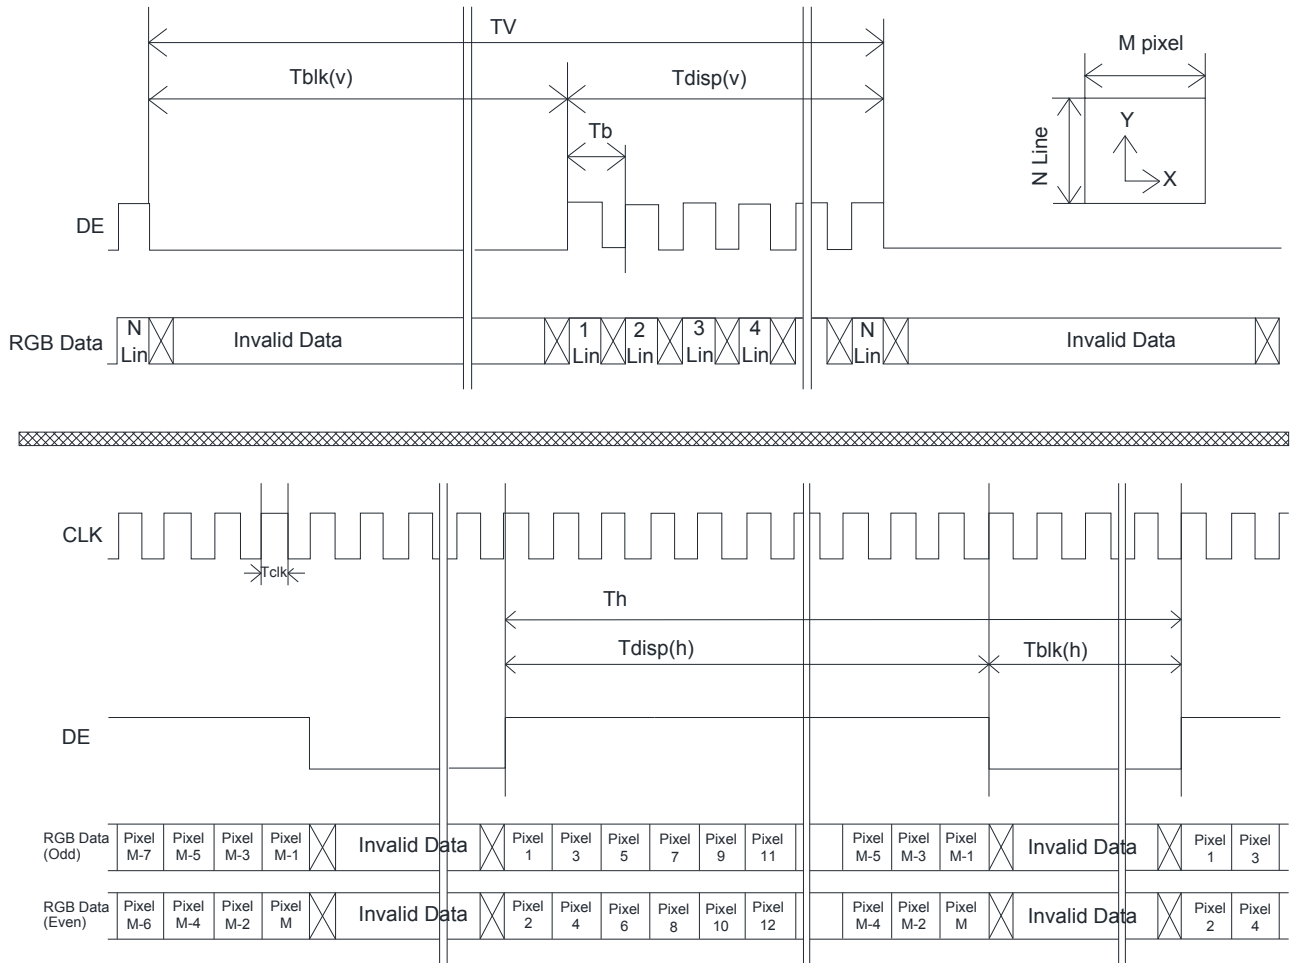 TV
M pixel
Tblk(v)
Tdisp(v)
Tb
N Line
Y
X
DE
RGB Data
N
Lin
Invalid Data
1
Lin
2
Lin
3
Lin
4
Lin
N
Lin
Invalid Data
CLK
Tclk
Th
Tdisp(h)
Tblk(h)
DE
RGB Data
(Odd)
Pixel
M-7
Pixel
M-5
Pixel
M-3
Pixel
M-1
Invalid Data
Pixel
1
Pixel
3
Pixel
5
Pixel
7
Pixel
9
Pixel
11
Pixel
M-5
Pixel
M-3
Pixel
M-1
Invalid Data
Pixel
1
Pixel
3
RGB Data
(Even)
Pixel
M-6
Pixel
M-4
Pixel
M-2
Pixel
M
Invalid Data
Pixel
2
Pixel
4
Pixel
6
Pixel
8
Pixel
10
Pixel
12
Pixel
M-4
Pixel
M-2
Pixel
M
Invalid Data
Pixel
2
Pixel
4